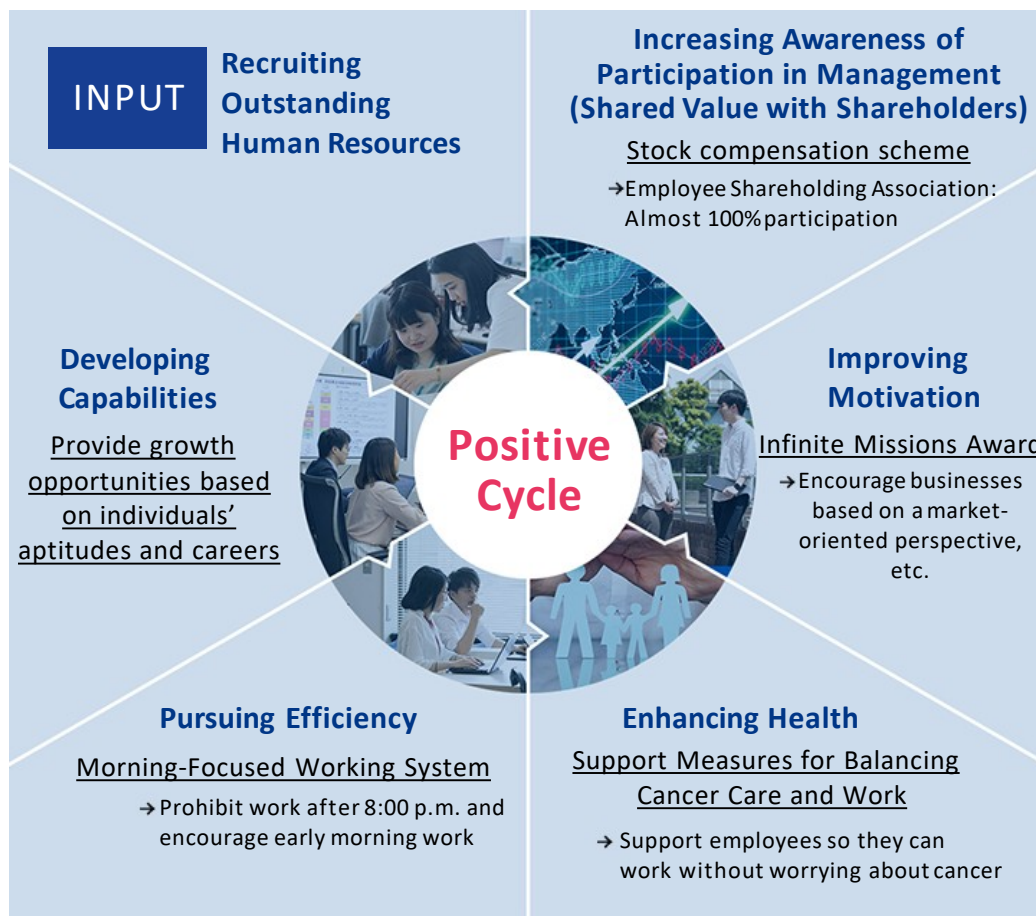 INPUT
Recruiting
Outstanding
Human Resources
Increasing Awareness of
Participation in Management
(Shared Value with Shareholders)
Stock compensation scheme
→Employee Shareholding Association:
Almost 100% participation
Developing
Capabilities
Provide growth
opportunities based
on individuals’
aptitudes and careers
Positive
Cycle
Improving
Motivation
Infinite Missions Award
→Encourage businesses
based on a market-
oriented perspective,
etc.
Pursuing Efficiency
Morning-Focused Working System
→ Prohibit work after 8:00 p.m. and
encourage early morning work
Enhancing Health
Support Measures for Balancing
Cancer Care and Work
→ Support employees so they can
work without worrying about cancer